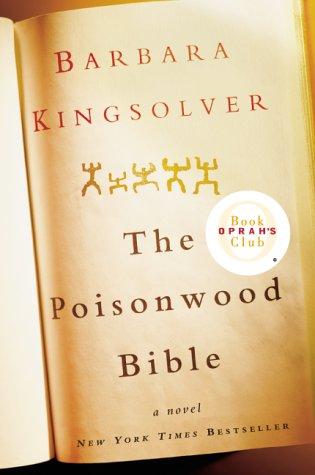 BARBARA
KINGSOLVER
Book
OPRAH'S
Club
The
Poisonwood
Bible
a novel
NEW YORK TIMES BESTSELLER